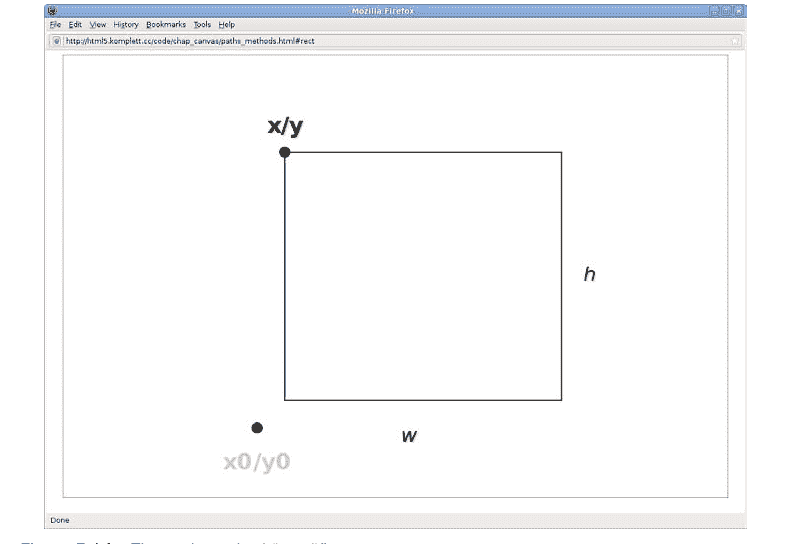 Mozilla Firefox
File Edit View History Bookmarks Tools Help
http://html5.komplett.cc/code/chap_canvas/paths_methods.html#rect
x/y
h
w
x0/y0
Done